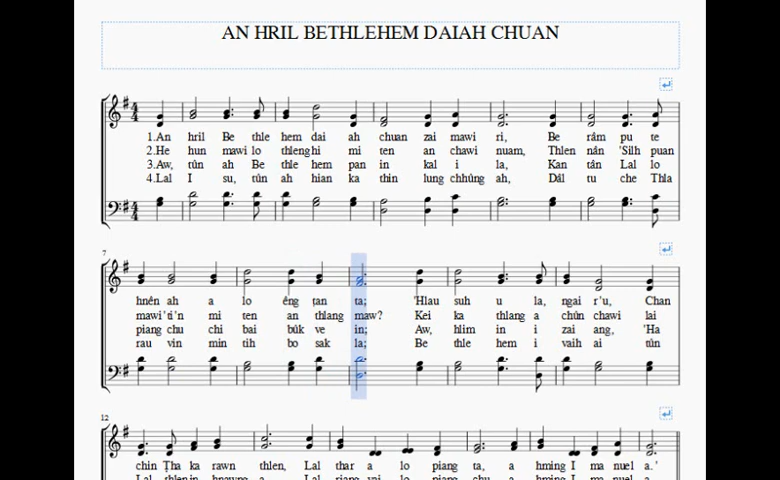 AN HRIL BETHLEHEM DAIAH CHUAN
1.An hril Be thle hem dai ah chuan zai mawi ri, Be râm pu te
2.He hun mawi lo thleng hi mi ten an chawi nuam, Thlen nân 'Silh puan
3.Aw, tûn ah Be thle hem pan in kal i la, Kan tân Lal lo
4.Lal I su, tûn ah hian ka thin lung chhûng ah, Dâl tu che Thla
7
hnên ah a lo êng ṭan ta; 'Hlau suh u la, ngai r'u, Chan
mawi'ti'n mi ten an thlang maw? Kei ka thlang a chûn chawi lai
piang chu chi bai bûk ve in; Aw, hlim in i zai ang, 'Ha
rau vin min tih bo sak la; Be thle hem i vaih ai tûn
12
chin Ṭha ka rawn thlen, Lal thar a lo piang ta, a hming I ma nuel a.'